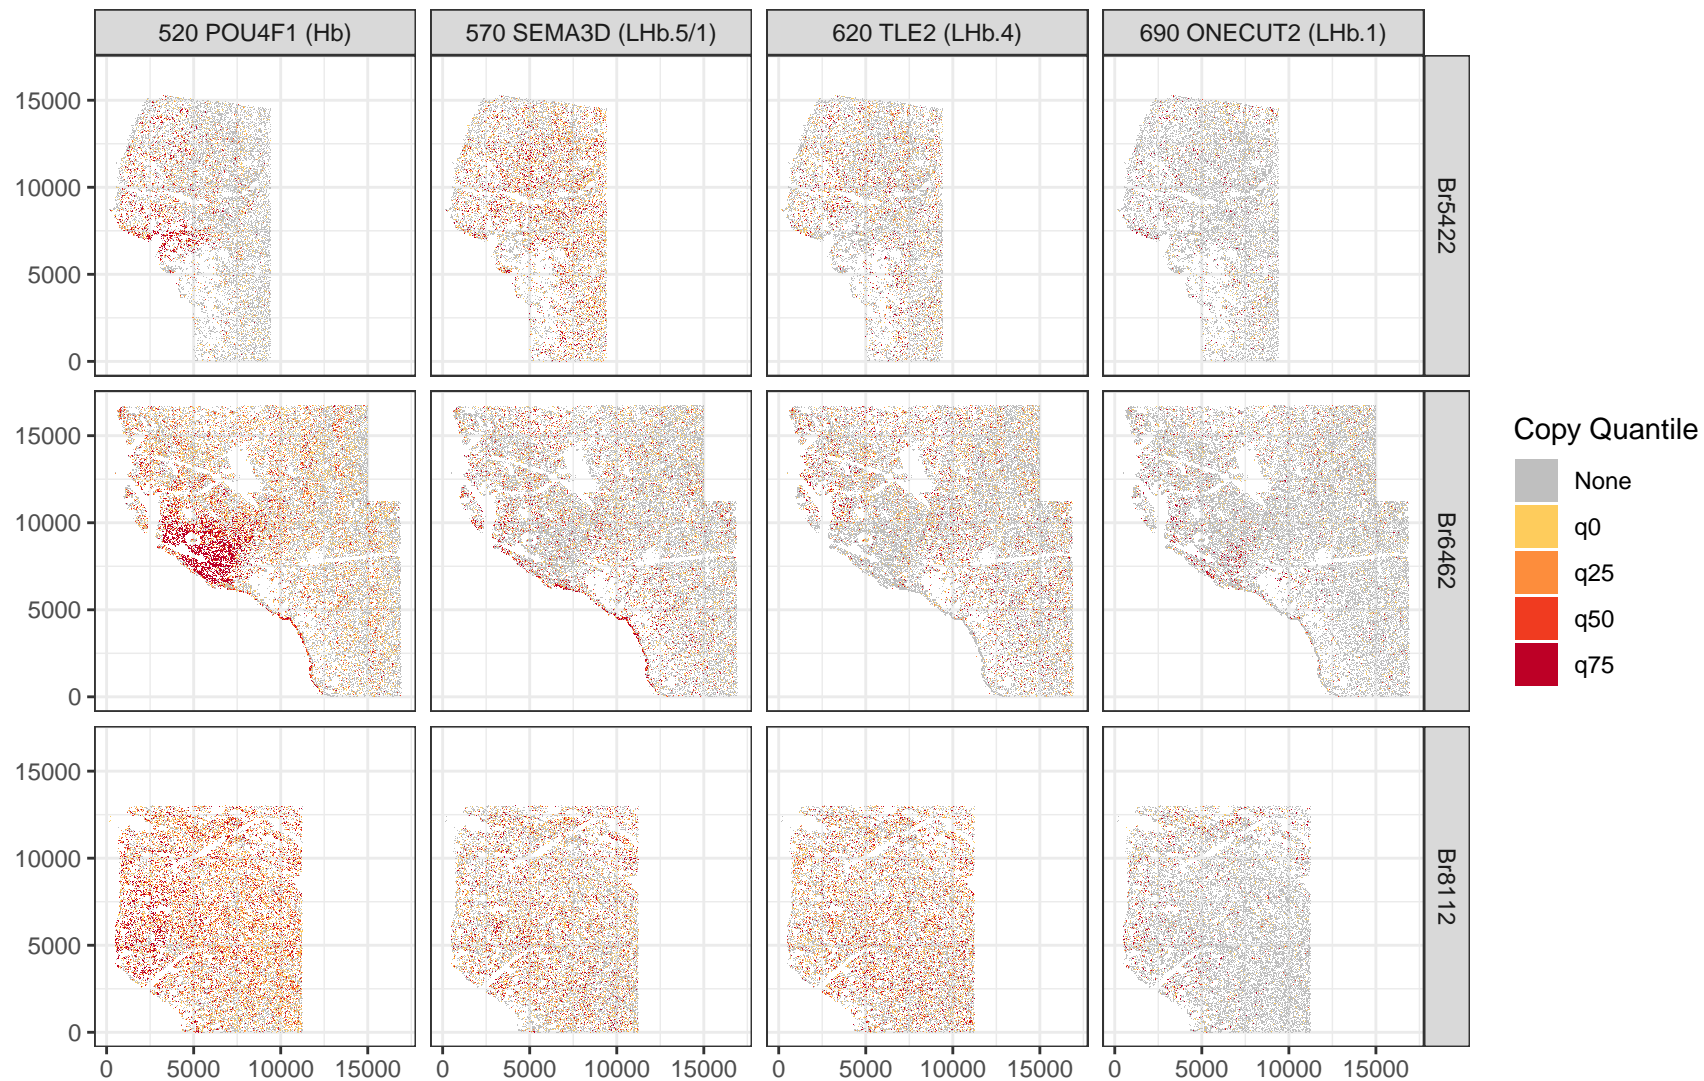 520 POU4F1 (Hb)
570 SEMA3D (LHb.5/1)
620 TLE2 (LHb.4)
690 ONECUT2 (LHb.1)
15000
10000
5000
0
Br5422
15000
10000
5000
0
Br6462
15000
10000
5000
0
Br8112
0 5000 10000 15000
0 5000 10000 15000
0 5000 10000 15000
0 5000 10000 15000
Copy Quantile
None
q0
q25
q50
q75